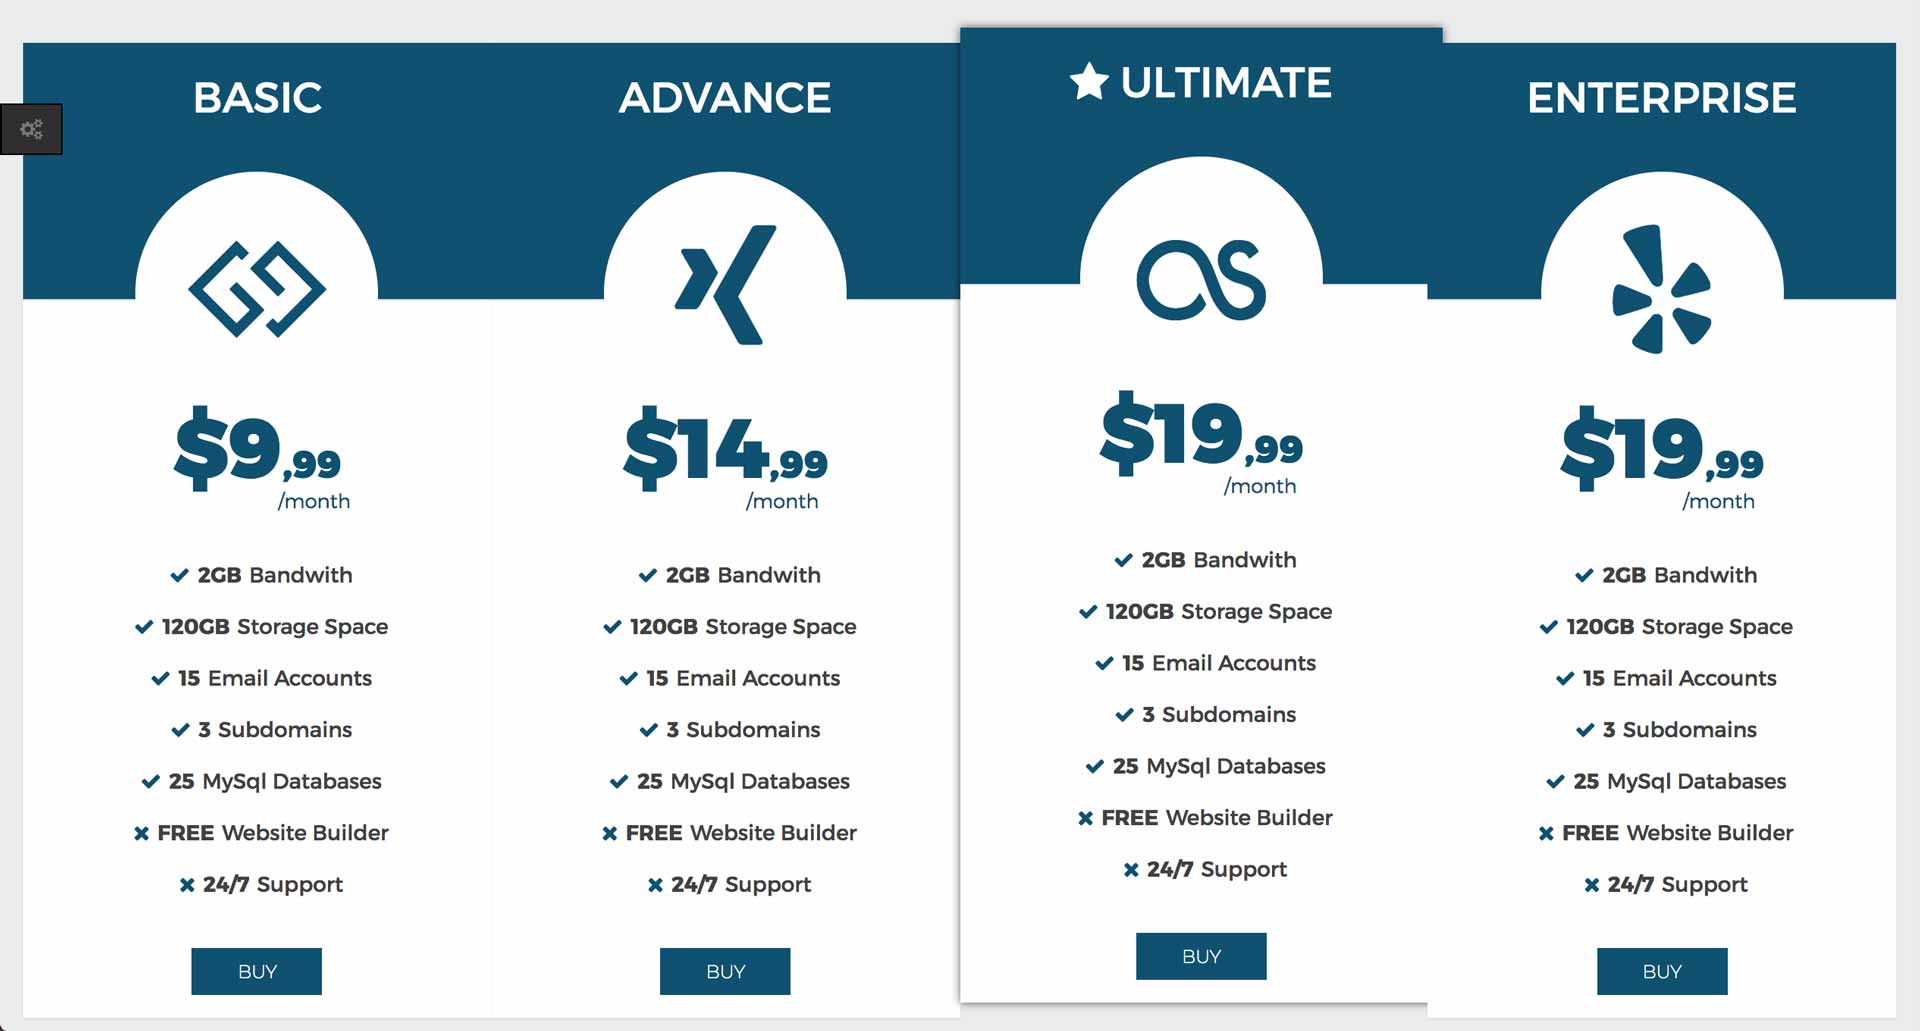 BASIC
$9,99
/month
2GB Bandwith
120GB Storage Space
15 Email Accounts
3 Subdomains
25 MySql Databases
FREE Website Builder
24/7 Support
BUY
ADVANCE
$14,99
/month
2GB Bandwith
120GB Storage Space
15 Email Accounts
3 Subdomains
25 MySql Databases
FREE Website Builder
24/7 Support
BUY
ULTIMATE
$19,99
/month
2GB Bandwith
120GB Storage Space
15 Email Accounts
3 Subdomains
25 MySql Databases
FREE Website Builder
24/7 Support
BUY
ENTERPRISE
$19,99
/month
2GB Bandwith
120GB Storage Space
15 Email Accounts
3 Subdomains
25 MySql Databases
FREE Website Builder
24/7 Support
BUY